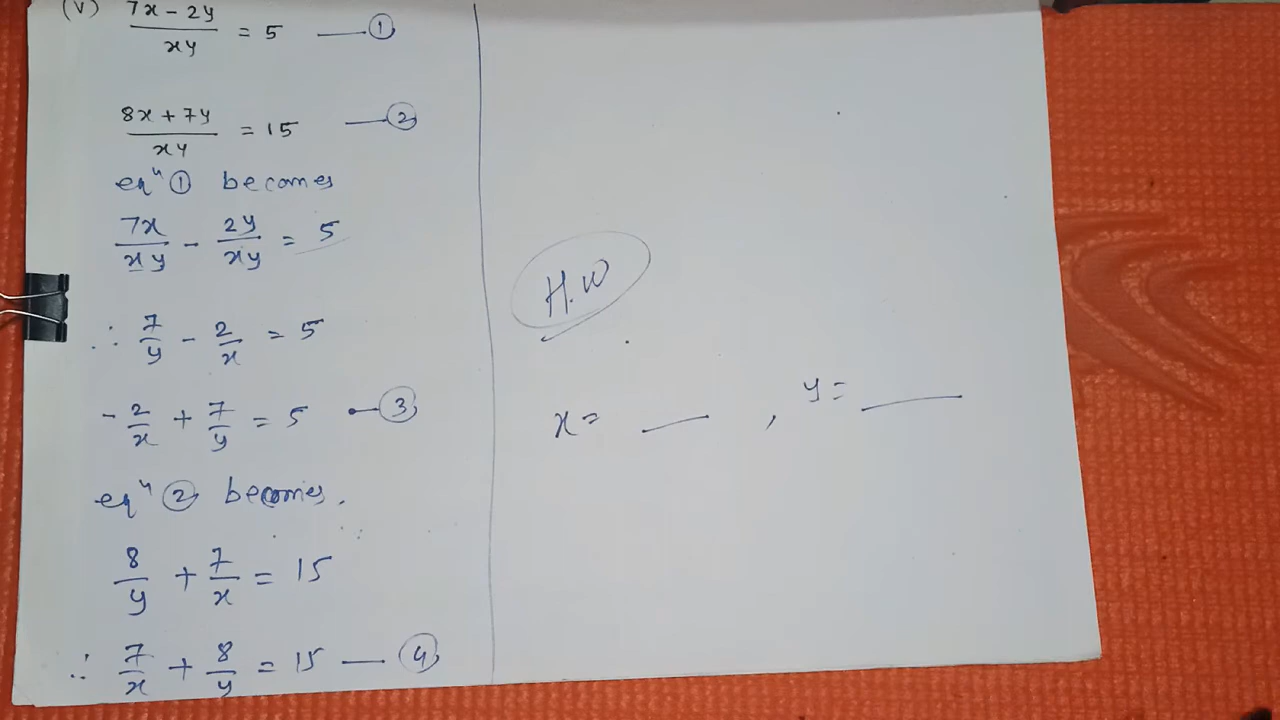 (V) 7x - 2y / xy = 5 —— ①
8x + 7y / xy = 15 —— ②
eqⁿ ① becomes
7x / xy - 2y / xy = 5
∴ 7 / y - 2 / x = 5
- 2 / x + 7 / y = 5 —— ③
eqⁿ ② becomes.
8 / y + 7 / x = 15
∴ 7 / x + 8 / y = 15 —— ④
H.W
x = ___ , y = ___